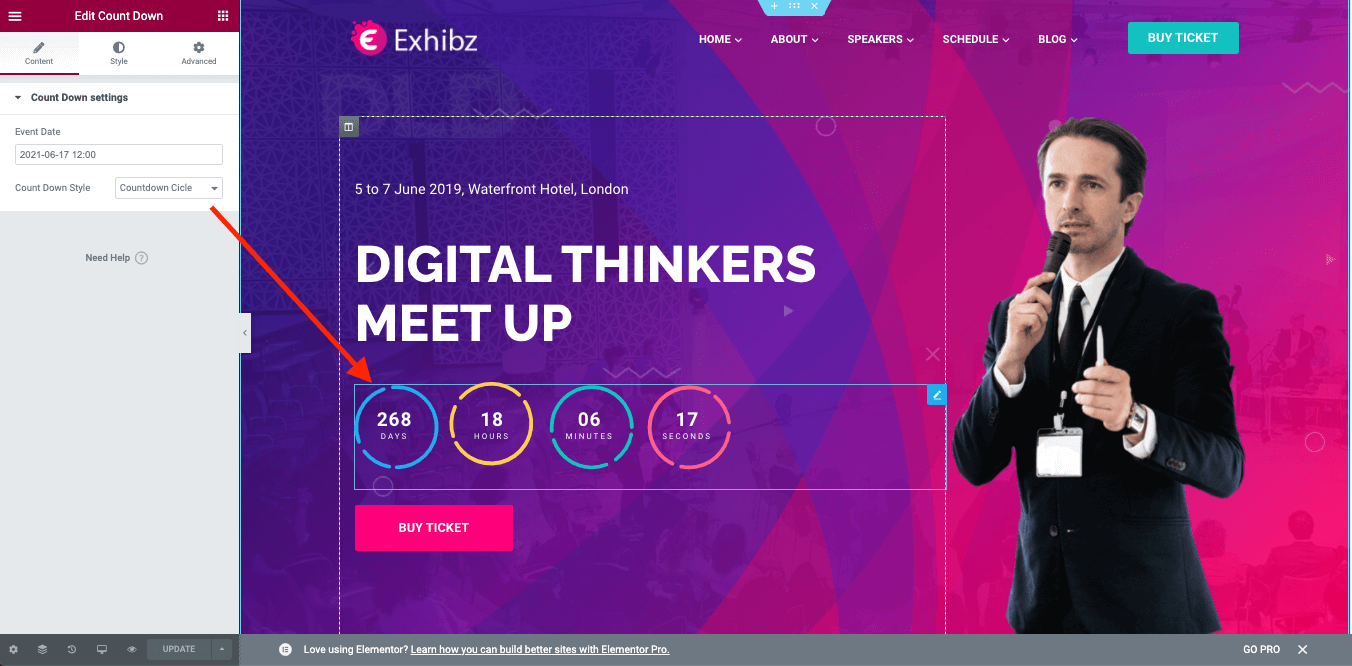 Edit Count Down
Content
Style
Advanced
Count Down settings
Event Date
2021-06-17 12:00
Count Down Style
Countdown Cicle
Need Help ?
UPDATE
Exhibz
HOME
ABOUT
SPEAKERS
SCHEDULE
BLOG
BUY TICKET
5 to 7 June 2019, Waterfront Hotel, London
DIGITAL THINKERS
MEET UP
268
DAYS
18
HOURS
06
MINUTES
17
SECONDS
BUY TICKET
Love using Elementor? Learn how you can build better sites with Elementor Pro.
GO PRO